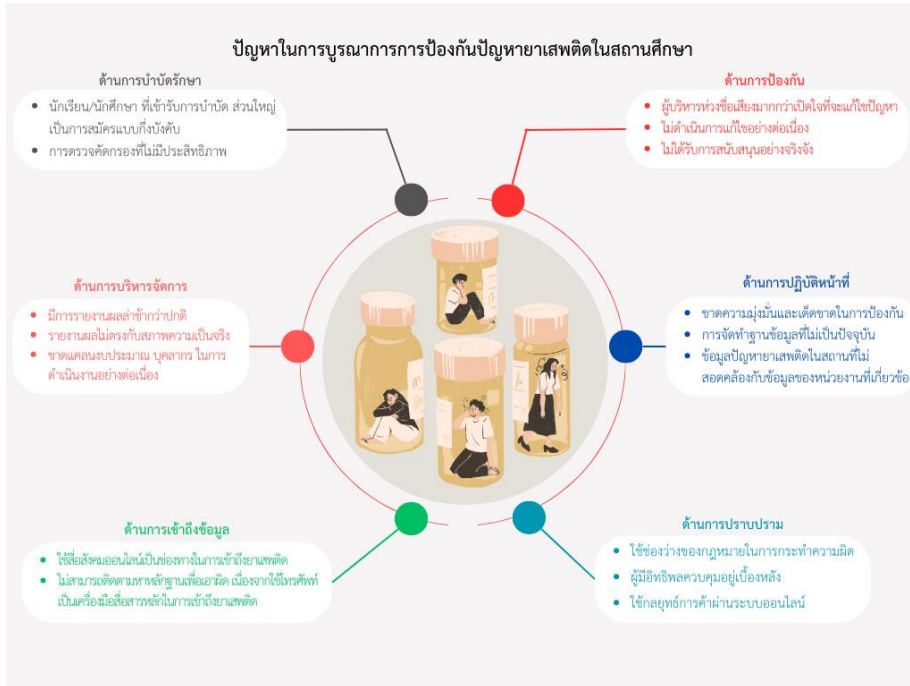 ปัญหาในการบูรณาการการป้องกันปัญหายาเสพติดในสถานศึกษา
ด้านการบำบัดรักษา
นักเรียน/นักศึกษา ที่เข้ารับการบำบัด ส่วนใหญ่
เป็นการสมัครแบบกึ่งบังคับ
การตรวจคัดกรองที่ไม่มีประสิทธิภาพ
ด้านการป้องกัน
ผู้บริหารห่วงชื่อเสียงมากกว่าเปิดใจที่จะแก้ไขปัญหา
ไม่ดำเนินการแก้ไขอย่างต่อเนื่อง
ไม่ได้รับการสนับสนุนอย่างจริงจัง
ด้านการบริหารจัดการ
มีการรายงานผลล่าช้ากว่าปกติ
รายงานผลไม่ตรงกับสภาพความเป็นจริง
ขาดแคลนงบประมาณ บุคลากร ในการ
ดำเนินงานอย่างต่อเนื่อง
ด้านการปฏิบัติหน้าที่
ขาดความมุ่งมั่นและเด็ดขาดในการป้องกัน
การจัดทำฐานข้อมูลที่ไม่เป็นปัจจุบัน
ข้อมูลปัญหายาเสพติดในสถานที่ไม่
สอดคล้องกับข้อมูลของหน่วยงานที่เกี่ยวข้อ
ด้านการเข้าถึงข้อมูล
ใช้สื่อสังคมออนไลน์เป็นช่องทางในการเข้าถึงยาเสพติด
ไม่สามารถติดตามหาหลักฐานเพื่อเอาผิด เนื่องจากใช้โทรศัพท์
เป็นเครื่องมือสื่อสารหลักในการเข้าถึงยาเสพติด
ด้านการปราบปราม
ใช้ช่องว่างของกฎหมายในการกระทำความผิด
ผู้มีอิทธิพลควบคุมอยู่เบื้องหลัง
ใช้กลยุทธ์การค้าผ่านระบบออนไลน์